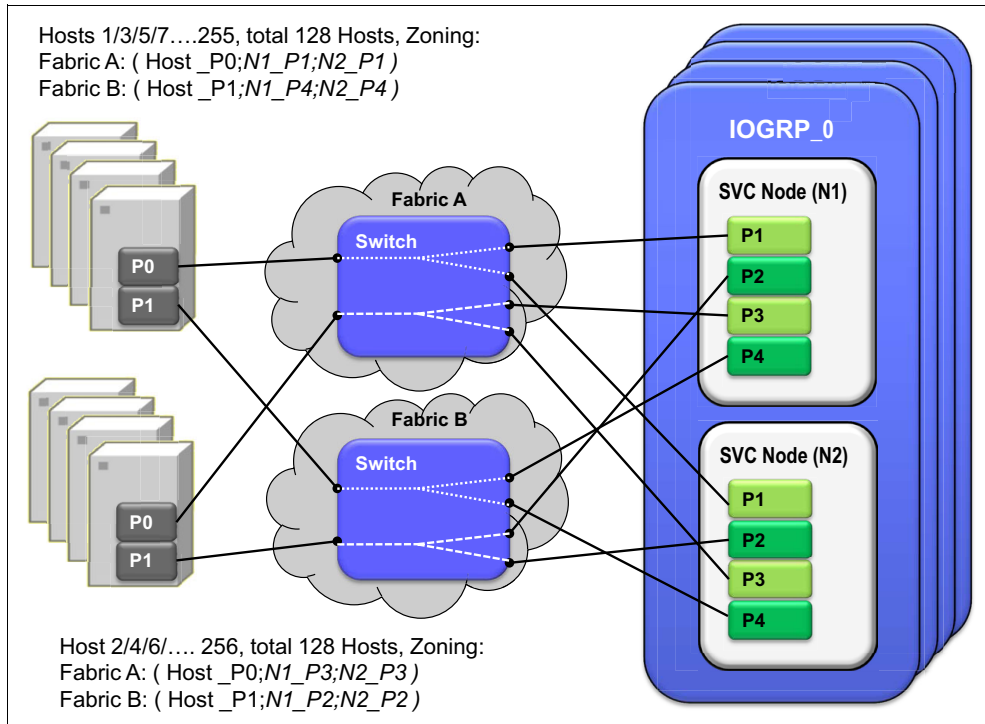 Hosts 1/3/5/7….255, total 128 Hosts, Zoning:
Fabric A: ( Host _P0;N1_P1;N2_P1 )
Fabric B: ( Host _P1;N1_P4;N2_P4 )
P0
P1
P0
P1
Fabric A
Switch
Fabric B
Switch
IOGRP_0
SVC Node (N1)
P1
P2
P3
P4
SVC Node (N2)
P1
P2
P3
P4
Host 2/4/6/…. 256, total 128 Hosts, Zoning:
Fabric A: ( Host _P0;N1_P3;N2_P3 )
Fabric B: ( Host _P1;N1_P2;N2_P2 )